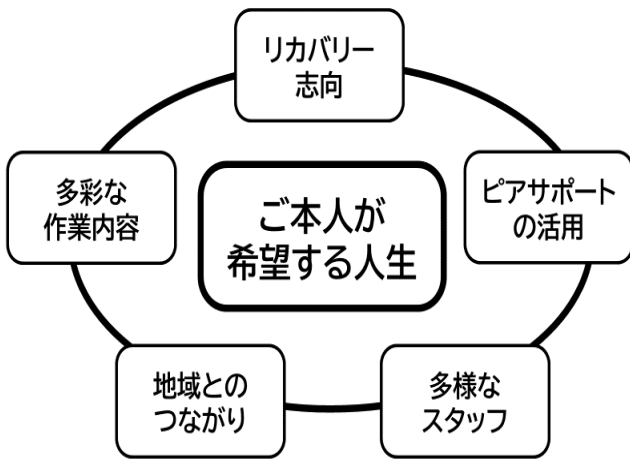 リカバリー
志向
多彩な
作業内容
ご本人が
希望する人生
ピアサポート
の活用
地域との
つながり
多様な
スタッフ